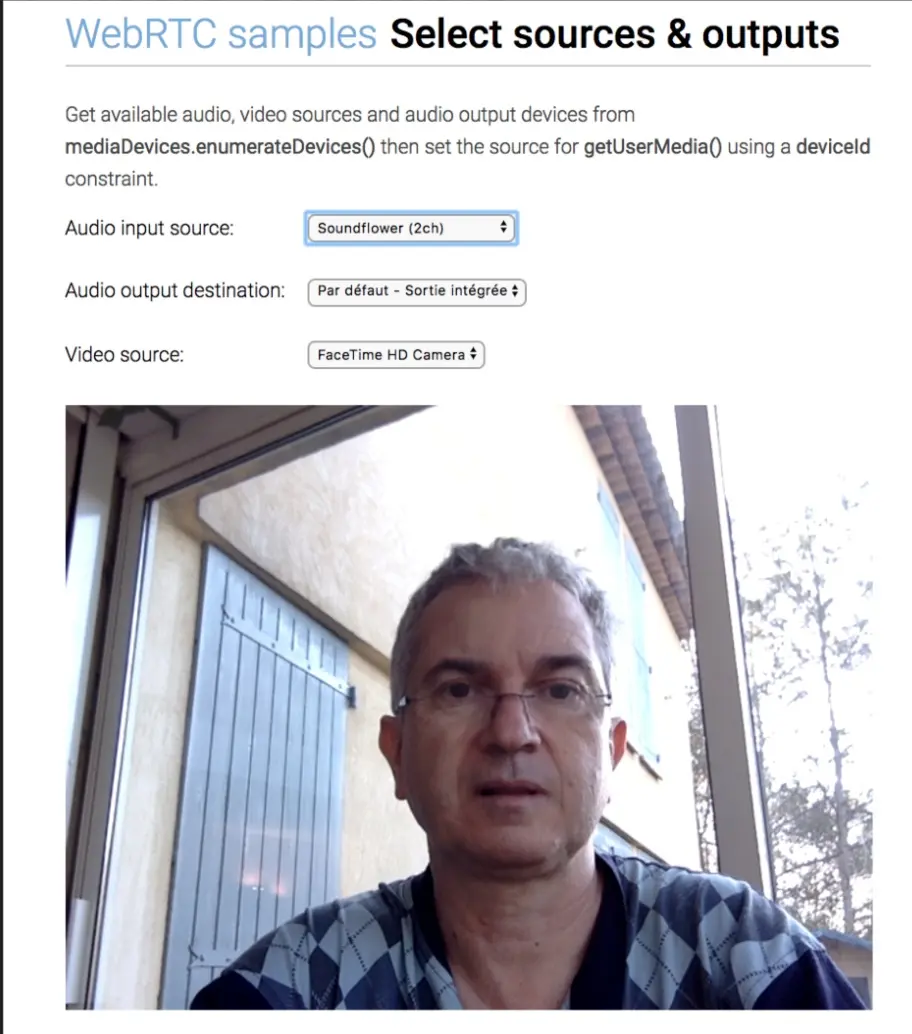 WebRTC samples Select sources & outputs
Get available audio, video sources and audio output devices from
mediaDevices.enumerateDevices() then set the source for getUserMedia() using a deviceId
constraint.
Audio input source: Soundflower (2ch)
Audio output destination: Par défaut - Sortie intégrée
Video source: FaceTime HD Camera